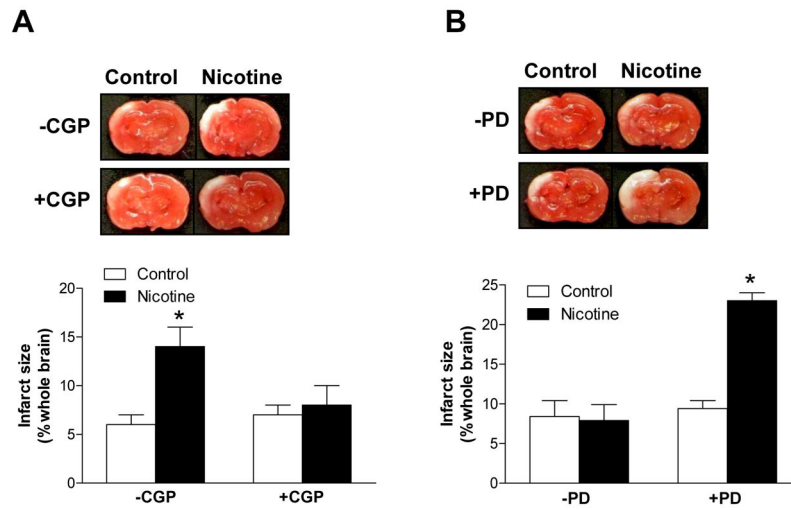 A
Control Nicotine
-CGP
+CGP
Control
Nicotine
Infarct size
(% whole brain)
20
15
10
5
0
*
-CGP +CGP
B
Control Nicotine
-PD
+PD
Control
Nicotine
Infarct size
(% whole brain)
25
20
15
10
5
0
*
-PD +PD